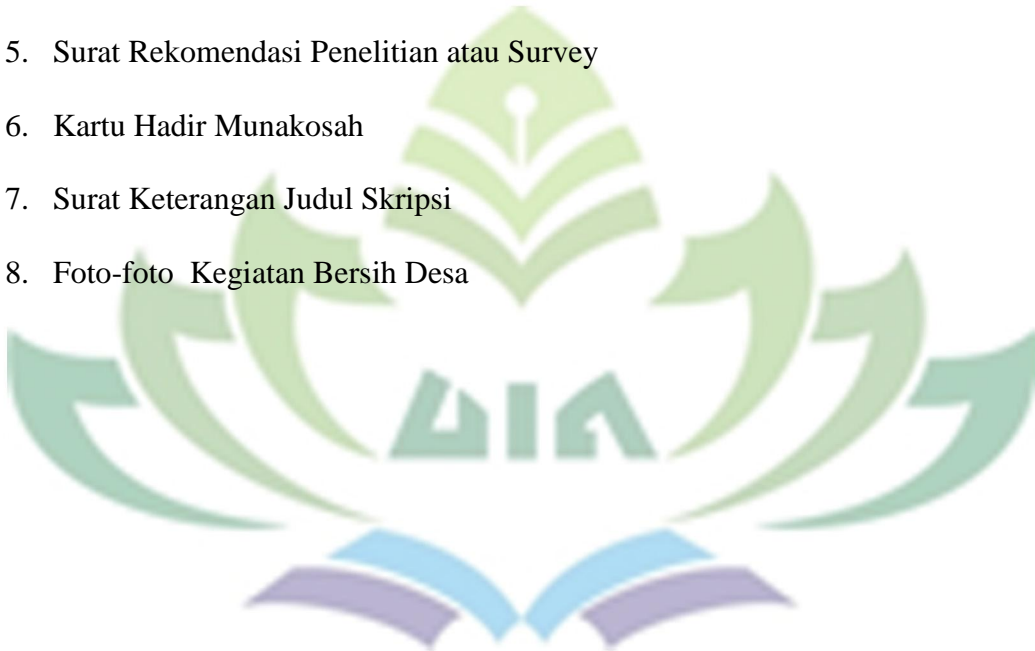 5. Surat Rekomendasi Penelitian atau Survey
6. Kartu Hadir Munakosah
7. Surat Keterangan Judul Skripsi
8. Foto-foto Kegiatan Bersih Desa
UIN